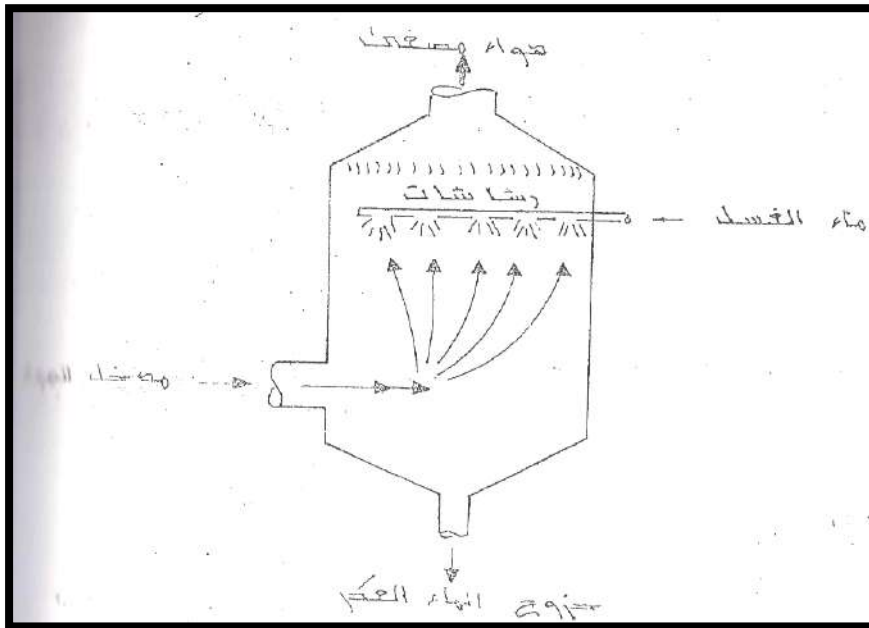 هواء مصفى
رشاشات
ماء الغسل
مدخل الهواء
خروج الماء العكر